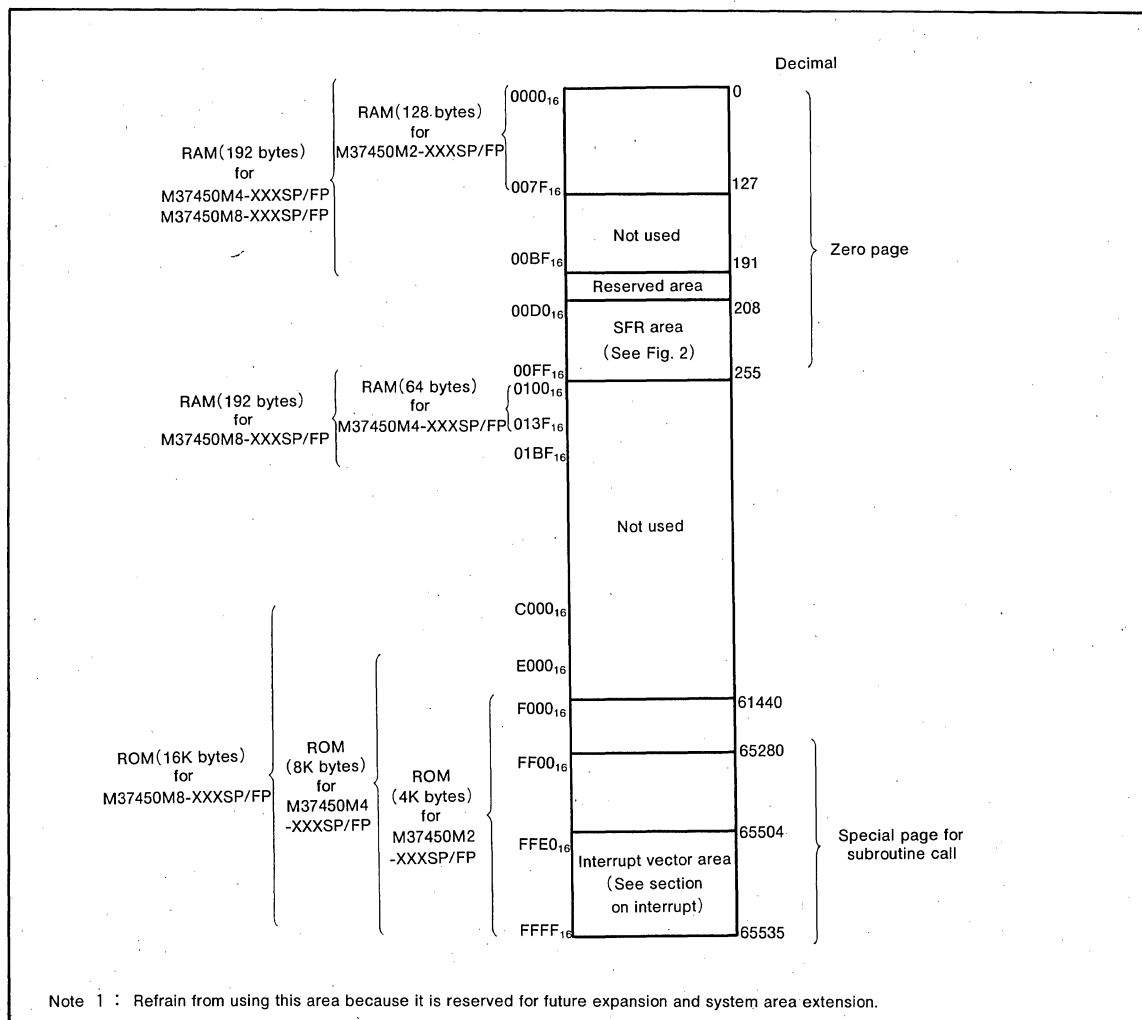 Decimal
RAM(192 bytes)
for
M37450M4-XXXSP/FP
M37450M8-XXXSP/FP
RAM(128 bytes)
for
M37450M2-XXXSP/FP
0000₁₆
0
007F₁₆
127
Not used
00BF₁₆
191
Reserved area
00D0₁₆
208
SFR area
(See Fig. 2)
00FF₁₆
255
Zero page
RAM(192 bytes)
for
M37450M8-XXXSP/FP
RAM(64 bytes)
for
M37450M4-XXXSP/FP
0100₁₆
013F₁₆
01BF₁₆
Not used
C000₁₆
E000₁₆
F000₁₆
61440
FF00₁₆
65280
FFE0₁₆
65504
Interrupt vector area
(See section
on interrupt)
FFFF₁₆
65535
ROM(16K bytes)
for
M37450M8-XXXSP/FP
ROM
(8K bytes)
for
M37450M4
-XXXSP/FP
ROM
(4K bytes)
for
M37450M2
-XXXSP/FP
Special page for
subroutine call
Note 1 : Refrain from using this area because it is reserved for future expansion and system area extension.